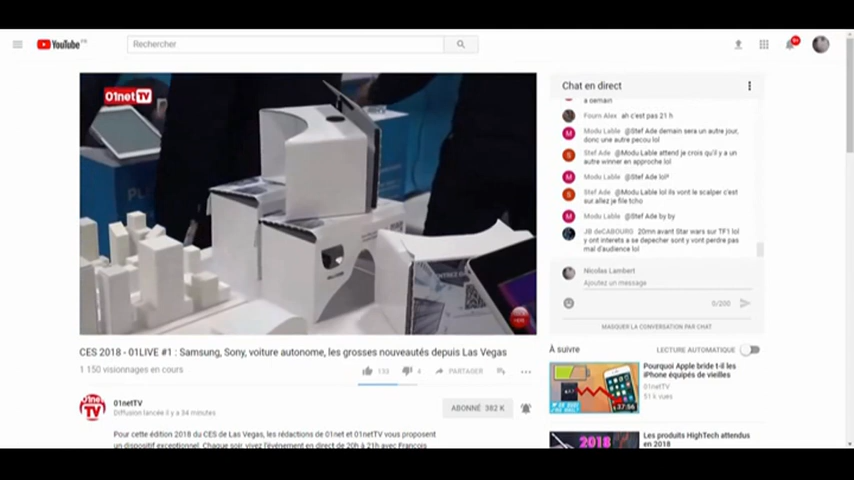 YouTube FR
Rechercher
9+
01net TV
Chat en direct
a oemain
Fourn Alex ah c'est pas 21 h
Modu Lable @Stef Ade demain sera un autre jour,
donc une autre pecou lol
Stef Ade @Modu Lable attend je crois qu'il y a un
autre winner en approche lol
Modu Lable @Stef Ade lol*
Stef Ade @Modu Lable lol ils vont le scalper c'est
sur allez je file tcho
Modu Lable @Stef Ade by by
JB deCABOURG 20mn avant Star wars sur TF1 lol
y ont interets a se depecher sont y vont perdre pas
mal d'audience lol
Nicolas Lambert
Ajoutez un message
0/200
MASQUER LA CONVERSATION PAR CHAT
CES 2018 - 01LIVE #1 : Samsung, Sony, voiture autonome, les grosses nouveautés depuis Las Vegas
1 150 visionnages en cours
133
4
PARTAGER
01netTV
Diffusion lancée il y a 34 minutes
ABONNÉ 382 K
Pour cette édition 2018 du CES de Las Vegas, les rédactions de 01net et 01netTV vous proposent
un dispositif exceptionnel. Chaque soir, vivez l'événement en direct de 20h à 21h avec François
À suivre
LECTURE AUTOMATIQUE
Pourquoi Apple bride t-il les
iPhone équipés de vieilles
01netTV
51 k vues
37:56
Les produits HighTech attendus
en 2018
2018